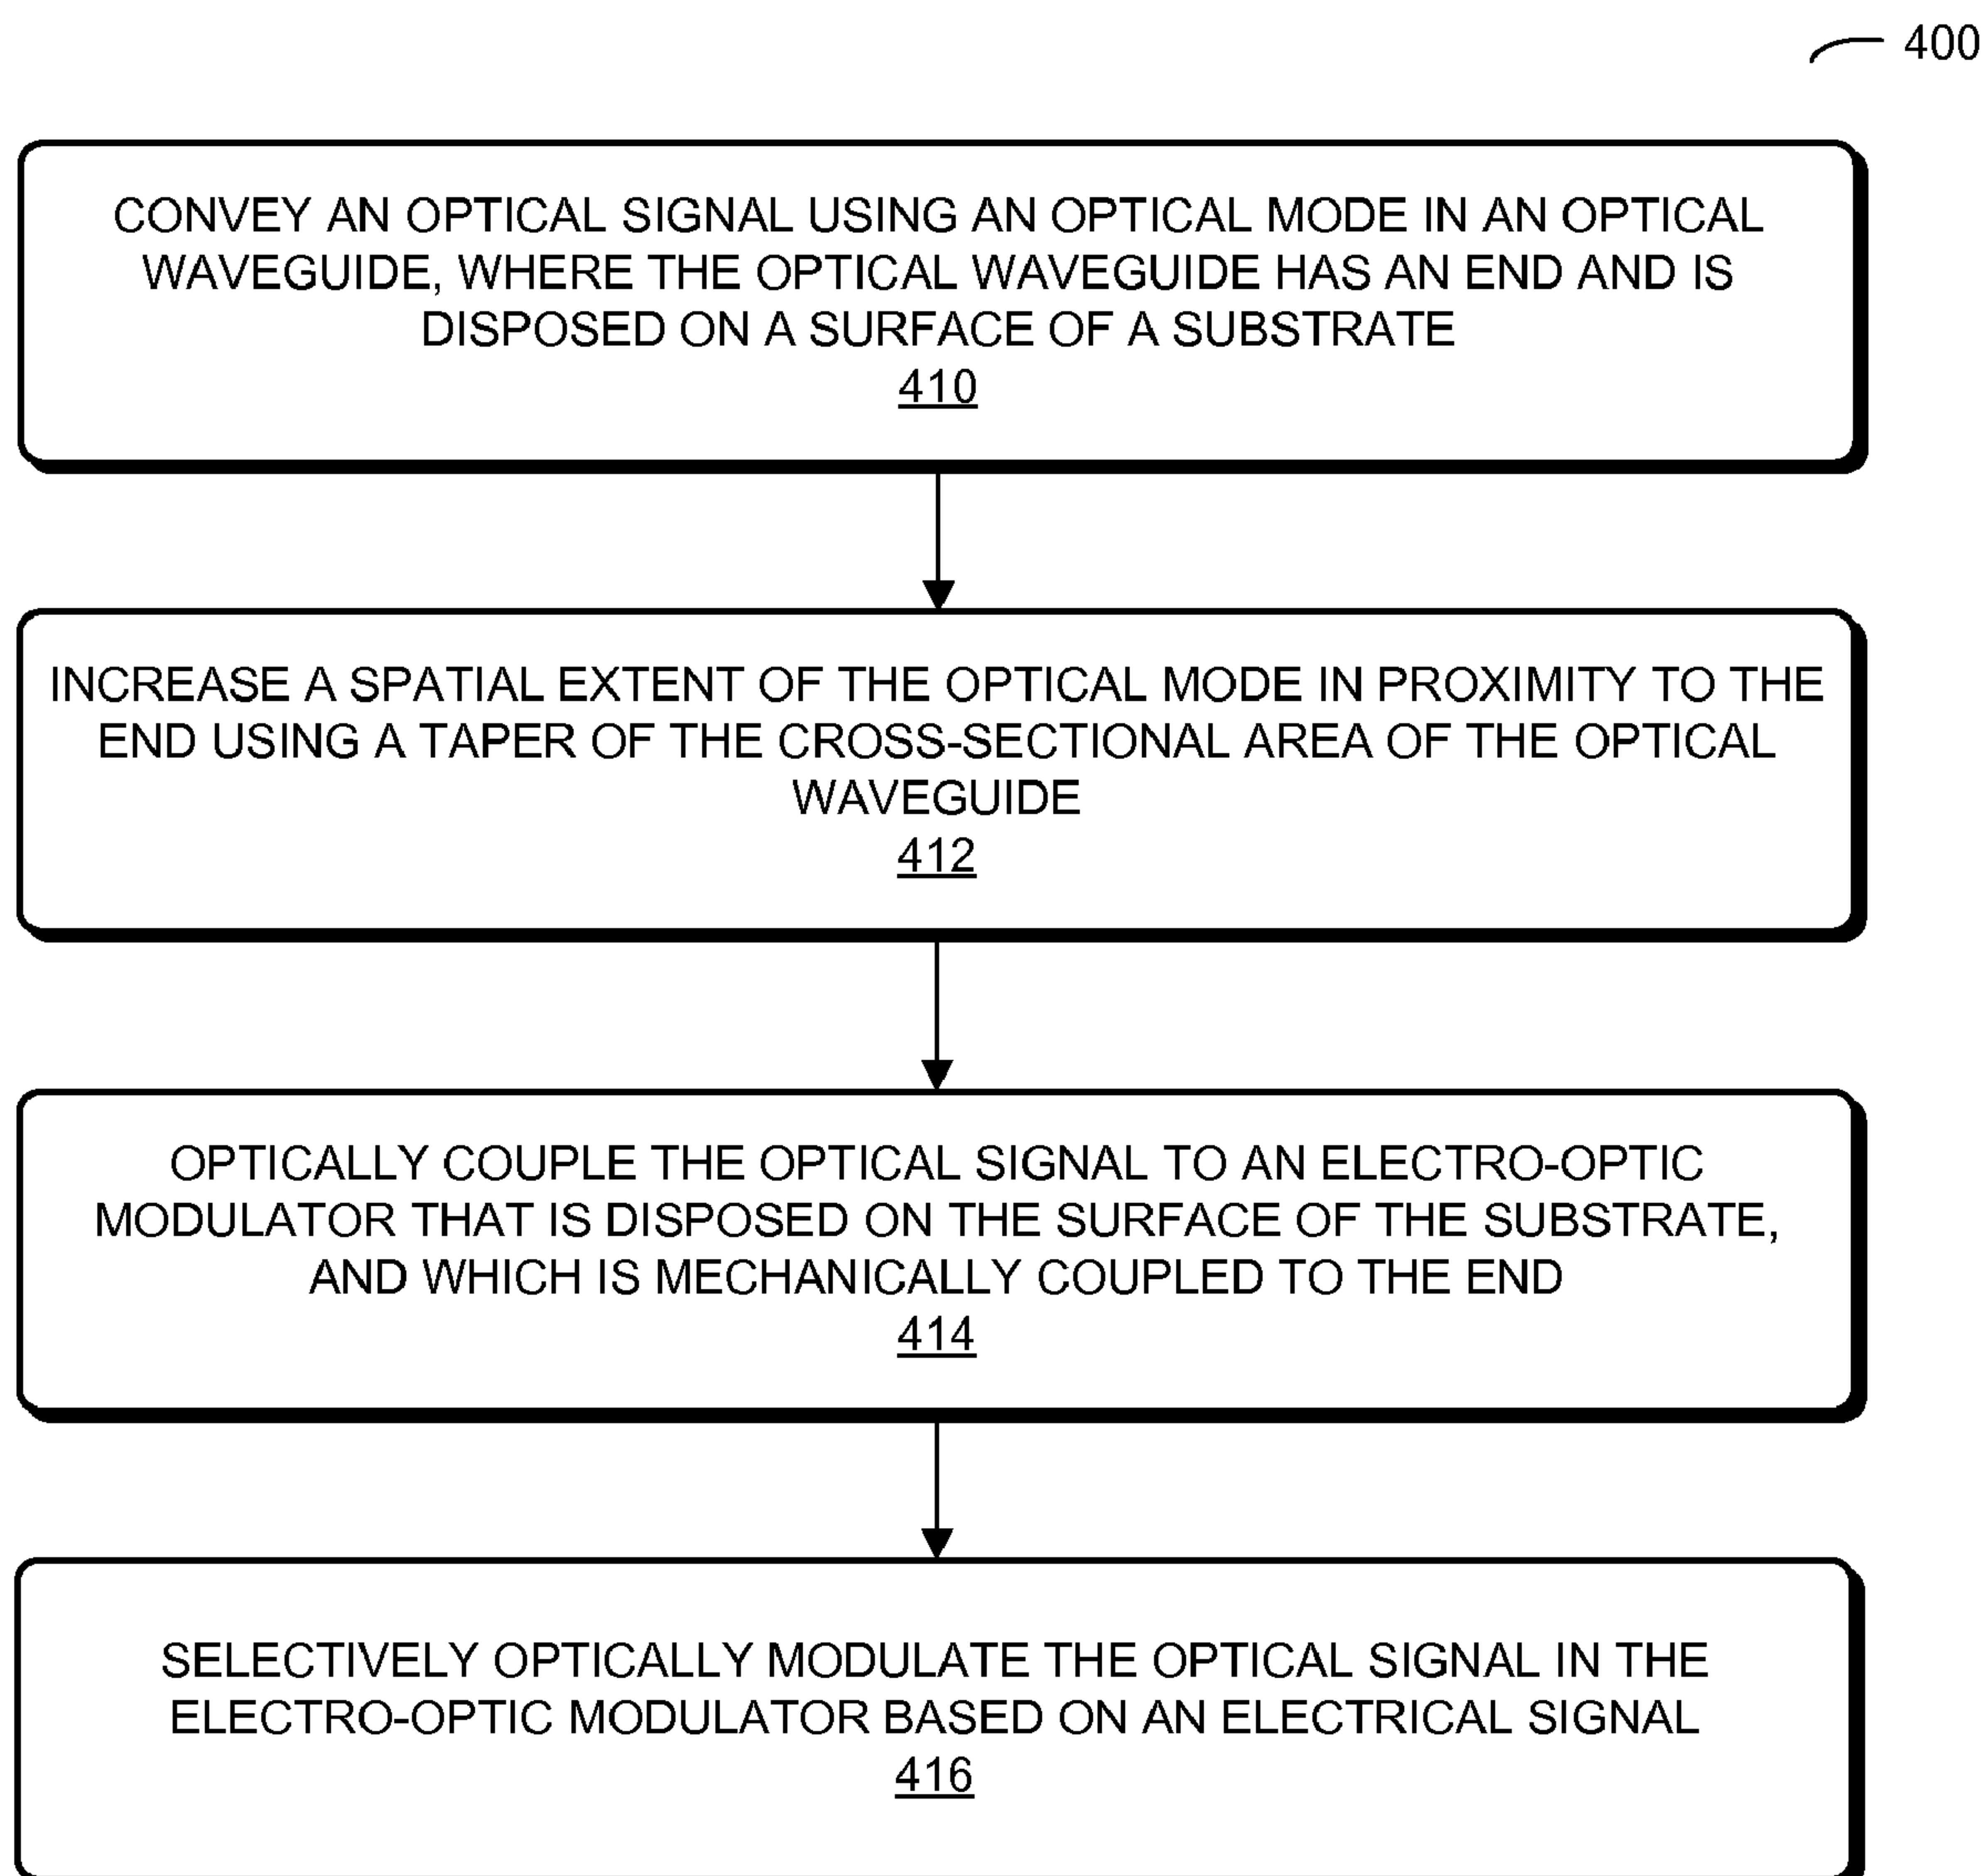 400
CONVEY AN OPTICAL SIGNAL USING AN OPTICAL MODE IN AN OPTICAL
WAVEGUIDE, WHERE THE OPTICAL WAVEGUIDE HAS AN END AND IS
DISPOSED ON A SURFACE OF A SUBSTRATE
410
INCREASE A SPATIAL EXTENT OF THE OPTICAL MODE IN PROXIMITY TO THE
END USING A TAPER OF THE CROSS-SECTIONAL AREA OF THE OPTICAL
WAVEGUIDE
412
OPTICALLY COUPLE THE OPTICAL SIGNAL TO AN ELECTRO-OPTIC
MODULATOR THAT IS DISPOSED ON THE SURFACE OF THE SUBSTRATE,
AND WHICH IS MECHANICALLY COUPLED TO THE END
414
SELECTIVELY OPTICALLY MODULATE THE OPTICAL SIGNAL IN THE
ELECTRO-OPTIC MODULATOR BASED ON AN ELECTRICAL SIGNAL
416